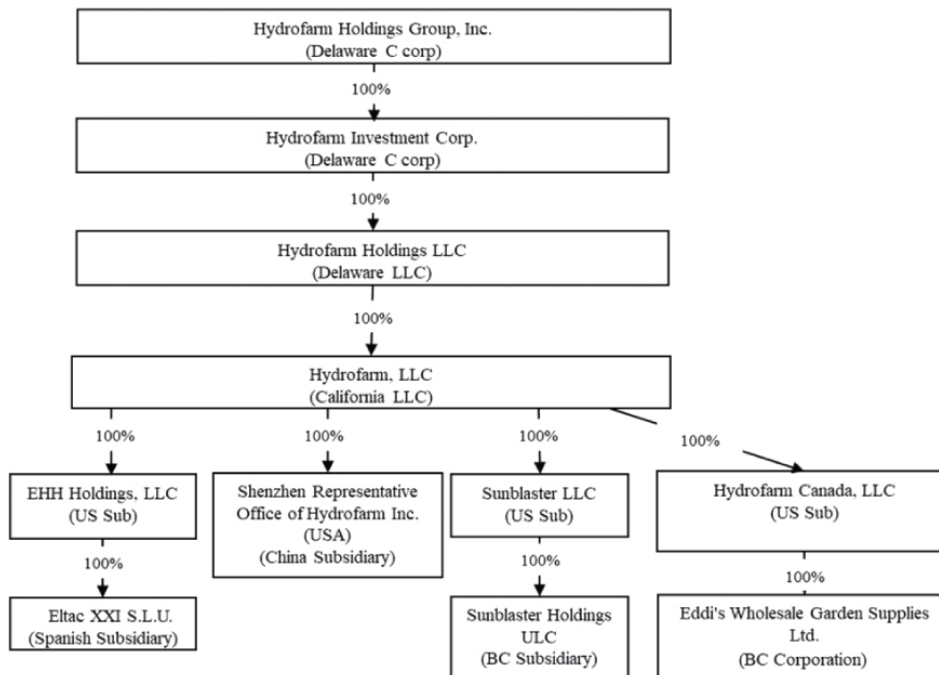 Hydrofarm Holdings Group, Inc.
(Delaware C corp)
100%
Hydrofarm Investment Corp.
(Delaware C corp)
100%
Hydrofarm Holdings LLC
(Delaware LLC)
100%
Hydrofarm, LLC
(California LLC)
100%
100%
100%
100%
EHH Holdings, LLC
(US Sub)
Shenzhen Representative
Office of Hydrofarm Inc.
(USA)
(China Subsidiary)
Sunblaster LLC
(US Sub)
Hydrofarm Canada, LLC
(US Sub)
100%
100%
100%
Eltac XXI S.L.U.
(Spanish Subsidiary)
Sunblaster Holdings
ULC
(BC Subsidiary)
Eddi's Wholesale Garden Supplies
Ltd.
(BC Corporation)